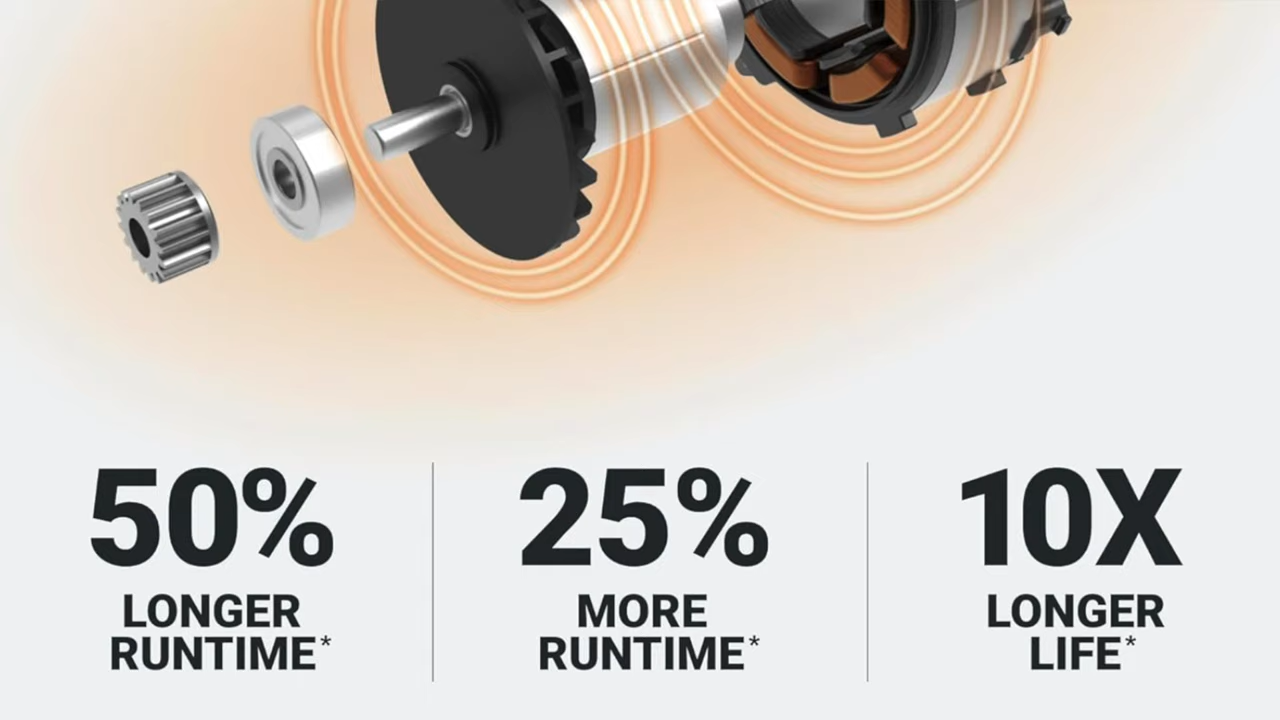 50%
LONGER
RUNTIME*
25%
MORE
RUNTIME*
10X
LONGER
LIFE*